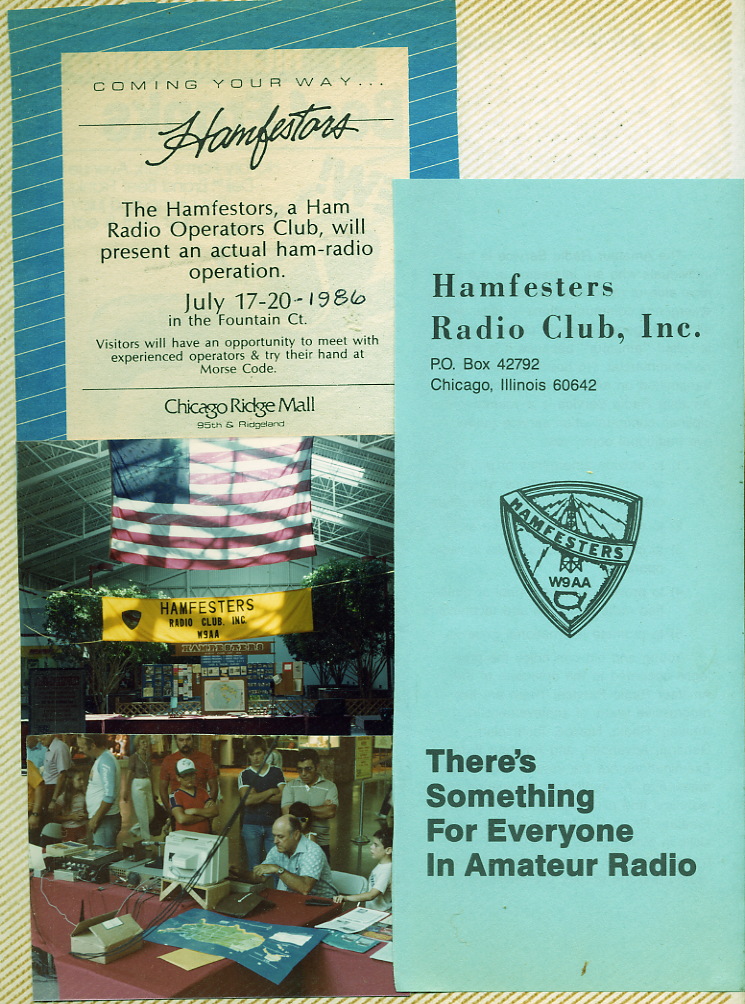 COMING YOUR WAY...
Hamfestors
The Hamfestors, a Ham
Radio Operators Club, will
present an actual ham-radio
operation.
July 17-20-1986
in the Fountain Ct.
Visitors will have an opportunity to meet with
experienced operators & try their hand at
Morse Code.
Chicago Ridge Mall
95th & Ridgeland
HAMFESTERS
RADIO CLUB, INC.
W9AA
HAMFESTERS
Hamfesters
Radio Club, Inc.
P.O. Box 42792
Chicago, Illinois 60642
HAMFESTERS
W9AA
There's
Something
For Everyone
In Amateur Radio